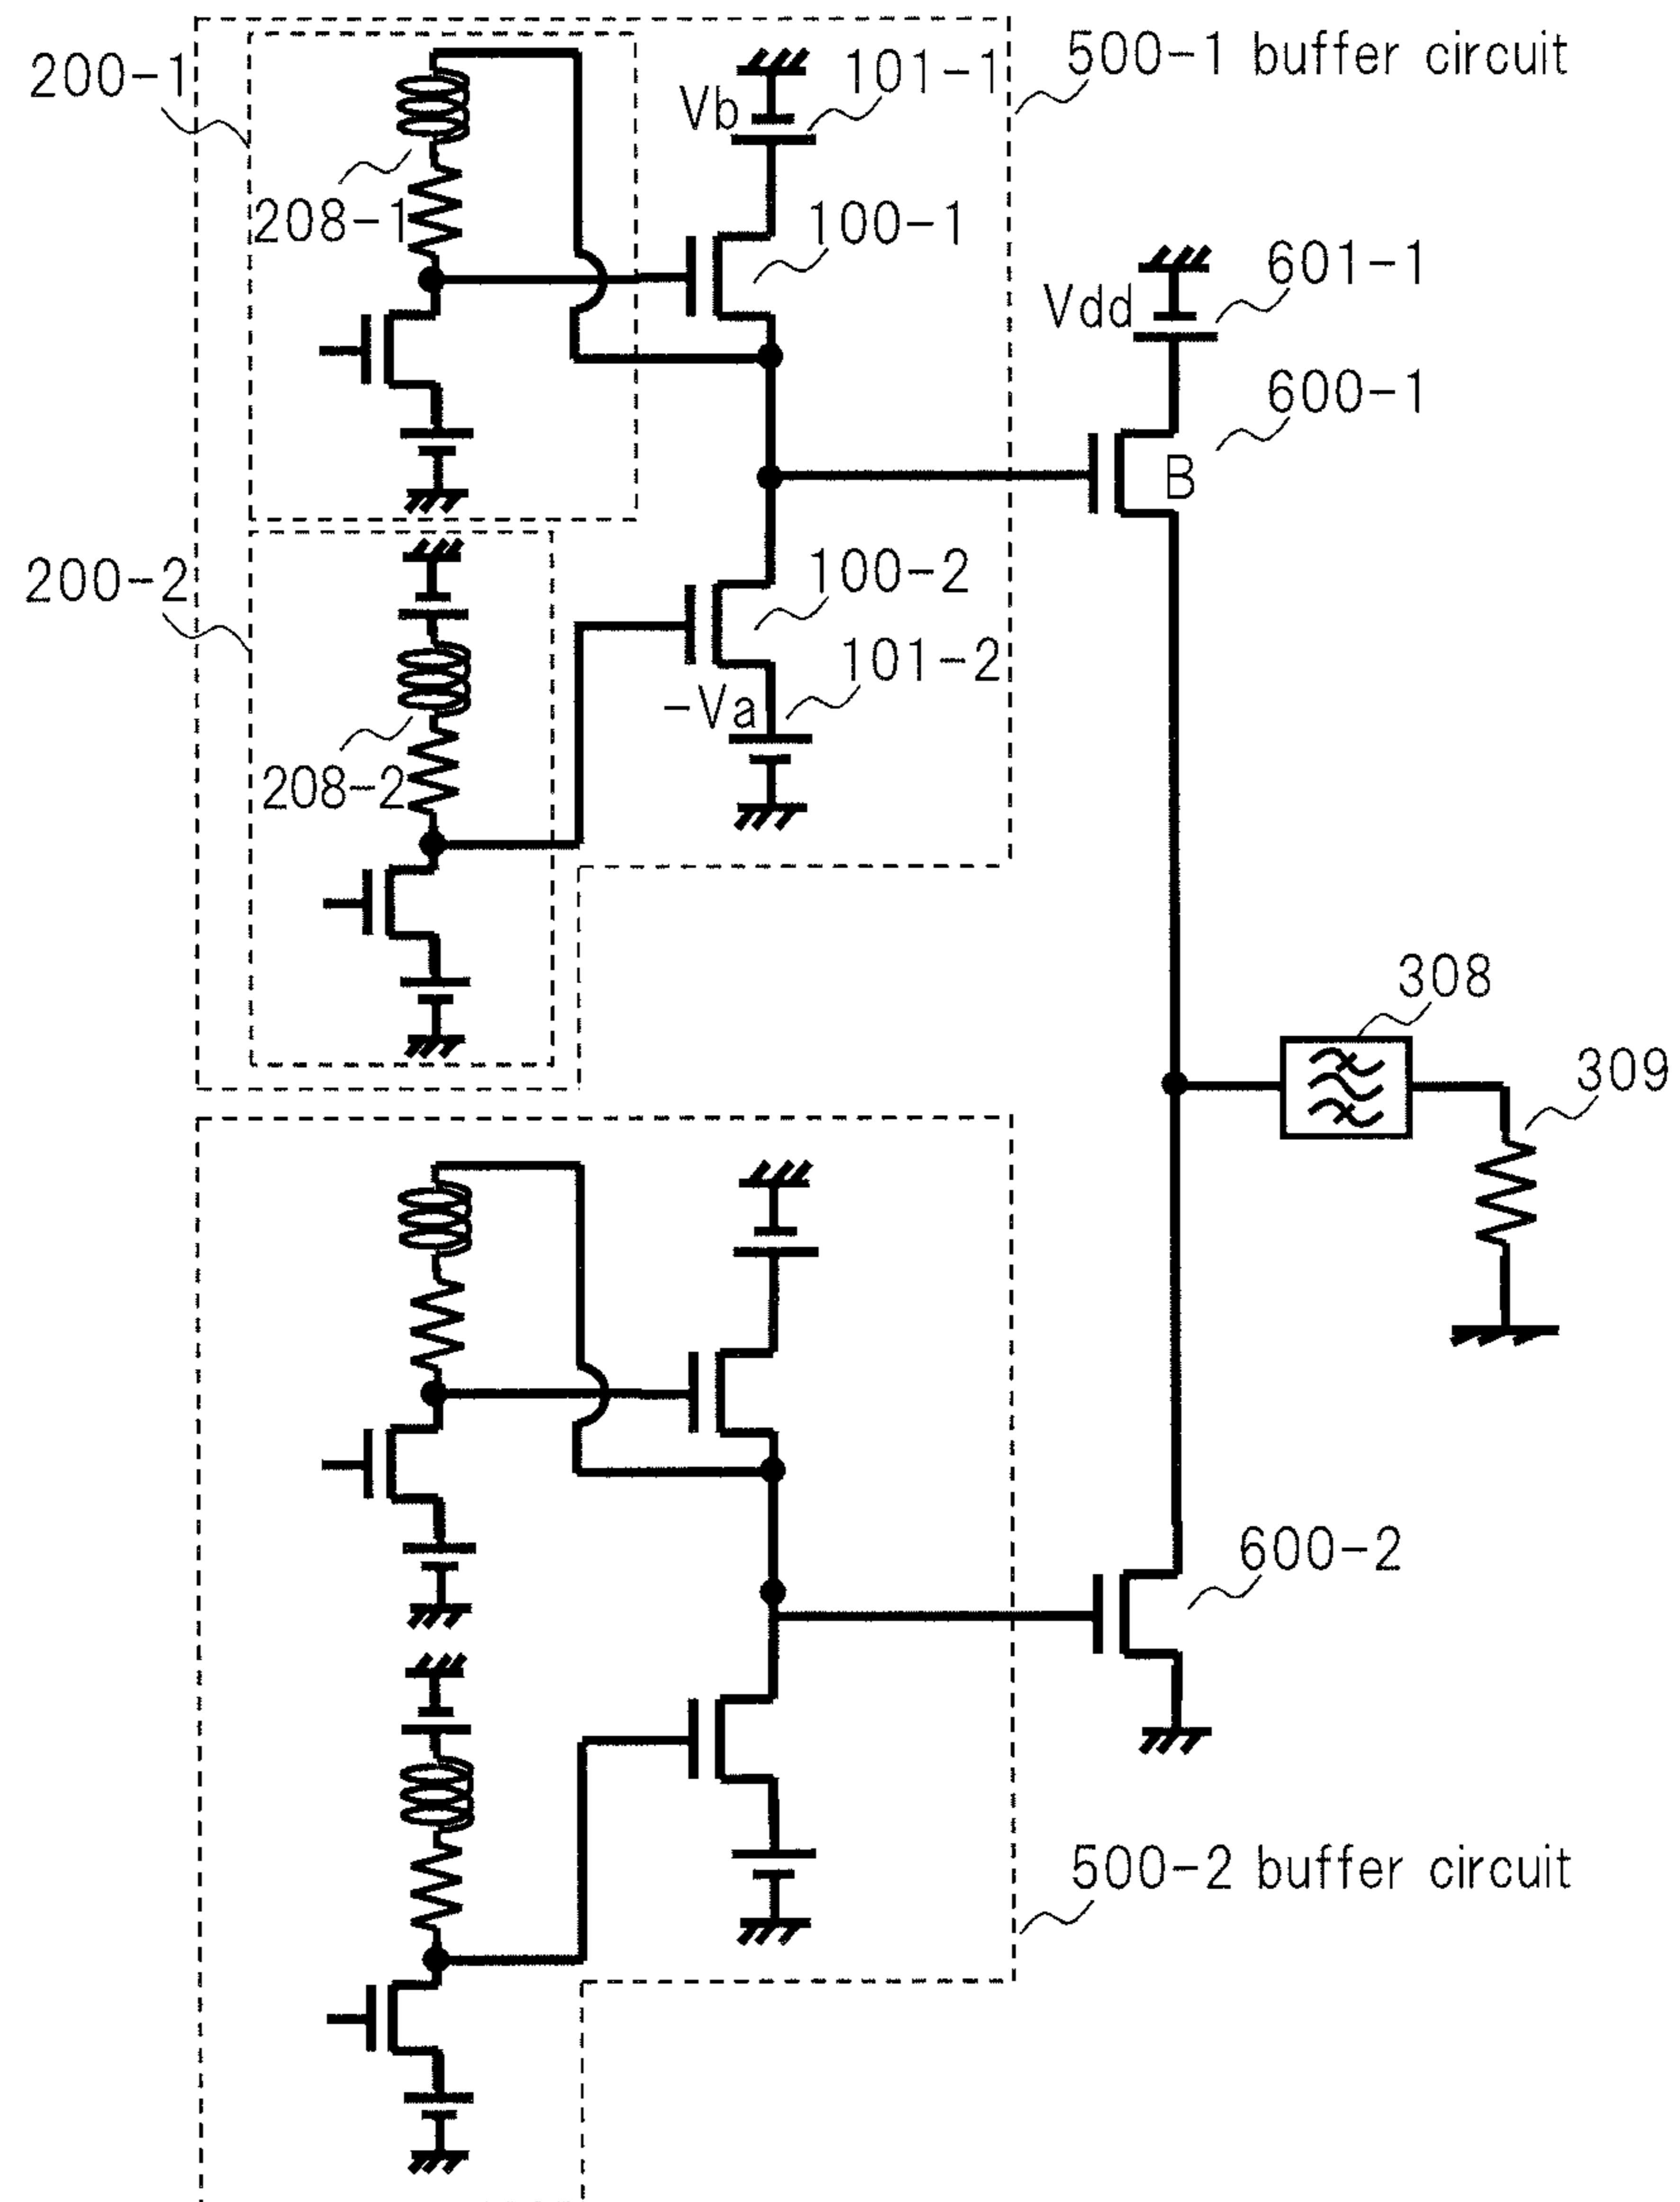 500-1 buffer circuit
200-1
101-1
Vb
208-1
100-1
601-1
Vdd
600-1
B
200-2
100-2
101-2
-Va
208-2
308
309
600-2
500-2 buffer circuit